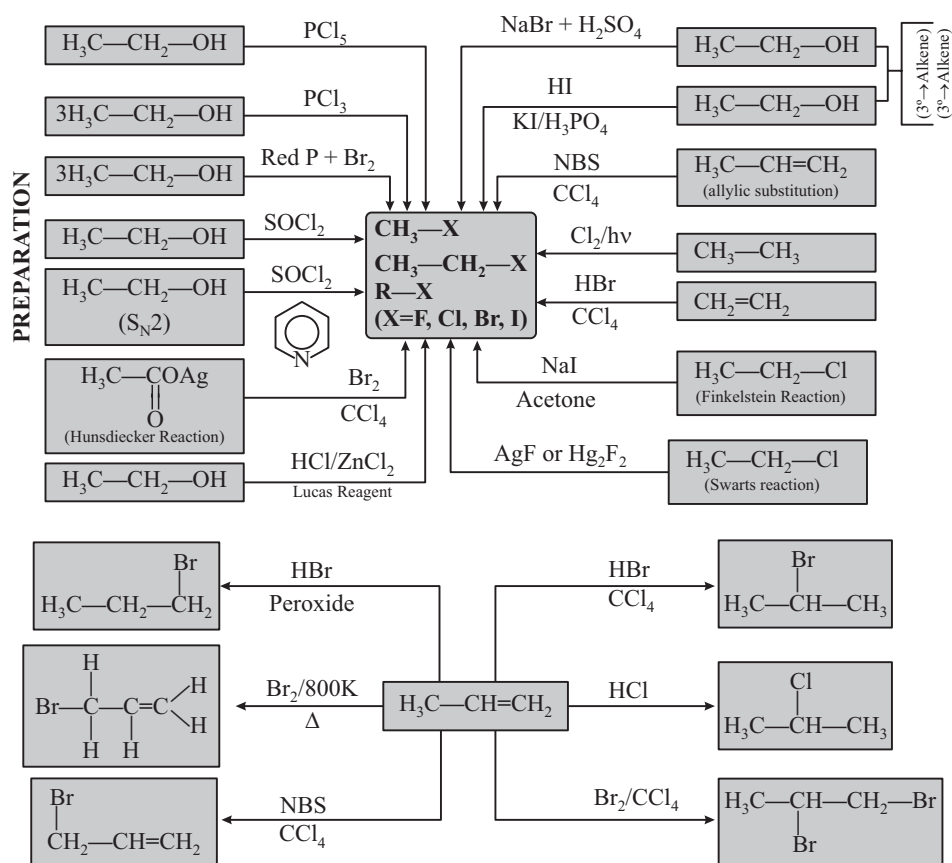 PREPARATION
H₃C—CH₂—OH
PCl₅
3H₃C—CH₂—OH
PCl₃
3H₃C—CH₂—OH
Red P + Br₂
H₃C—CH₂—OH
SOCl₂
H₃C—CH₂—OH
(S_N2)
SOCl₂
N
H₃C—COAg
O
(Hunsdiecker Reaction)
Br₂
CCl₄
H₃C—CH₂—OH
HCl/ZnCl₂
Lucas Reagent
CH₃—X
CH₃—CH₂—X
R—X
(X=F, Cl, Br, I)
NaBr + H₂SO₄
H₃C—CH₂—OH
HI
KI/H₃PO₄
H₃C—CH₂—OH
(3º→Alkene)
(3º→Alkene)
NBS
CCl₄
H₃C—CH=CH₂
(allylic substitution)
Cl₂/hν
CH₃—CH₃
HBr
CCl₄
CH₂=CH₂
NaI
Acetone
H₃C—CH₂—Cl
(Finkelstein Reaction)
AgF or Hg₂F₂
H₃C—CH₂—Cl
(Swarts reaction)
Br
H₃C—CH₂—CH₂
HBr
Peroxide
HBr
CCl₄
Br
H₃C—CH—CH₃
H
H
Br—C—C=C
H
H H
Br₂/800K
Δ
H₃C—CH=CH₂
HCl
Cl
H₃C—CH—CH₃
Br
CH₂—CH=CH₂
NBS
CCl₄
Br₂/CCl₄
H₃C—CH—CH₂—Br
Br